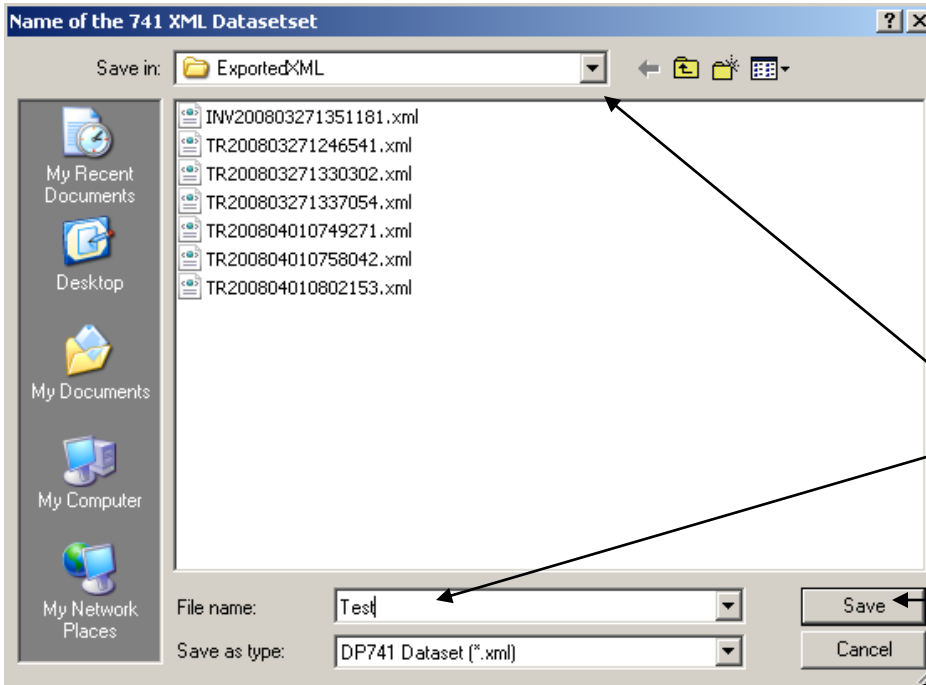 Name of the 741 XML Datasetset
Save in: ExportedXML
INV200803271351181.xml
TR200803271246541.xml
TR200803271330302.xml
TR200803271337054.xml
TR200804010749271.xml
TR200804010758042.xml
TR200804010802153.xml
My Recent
Documents
Desktop
My Documents
My Computer
My Network
Places
File name: Test Save
Save as type: DP741 Dataset (*.xml) Cancel